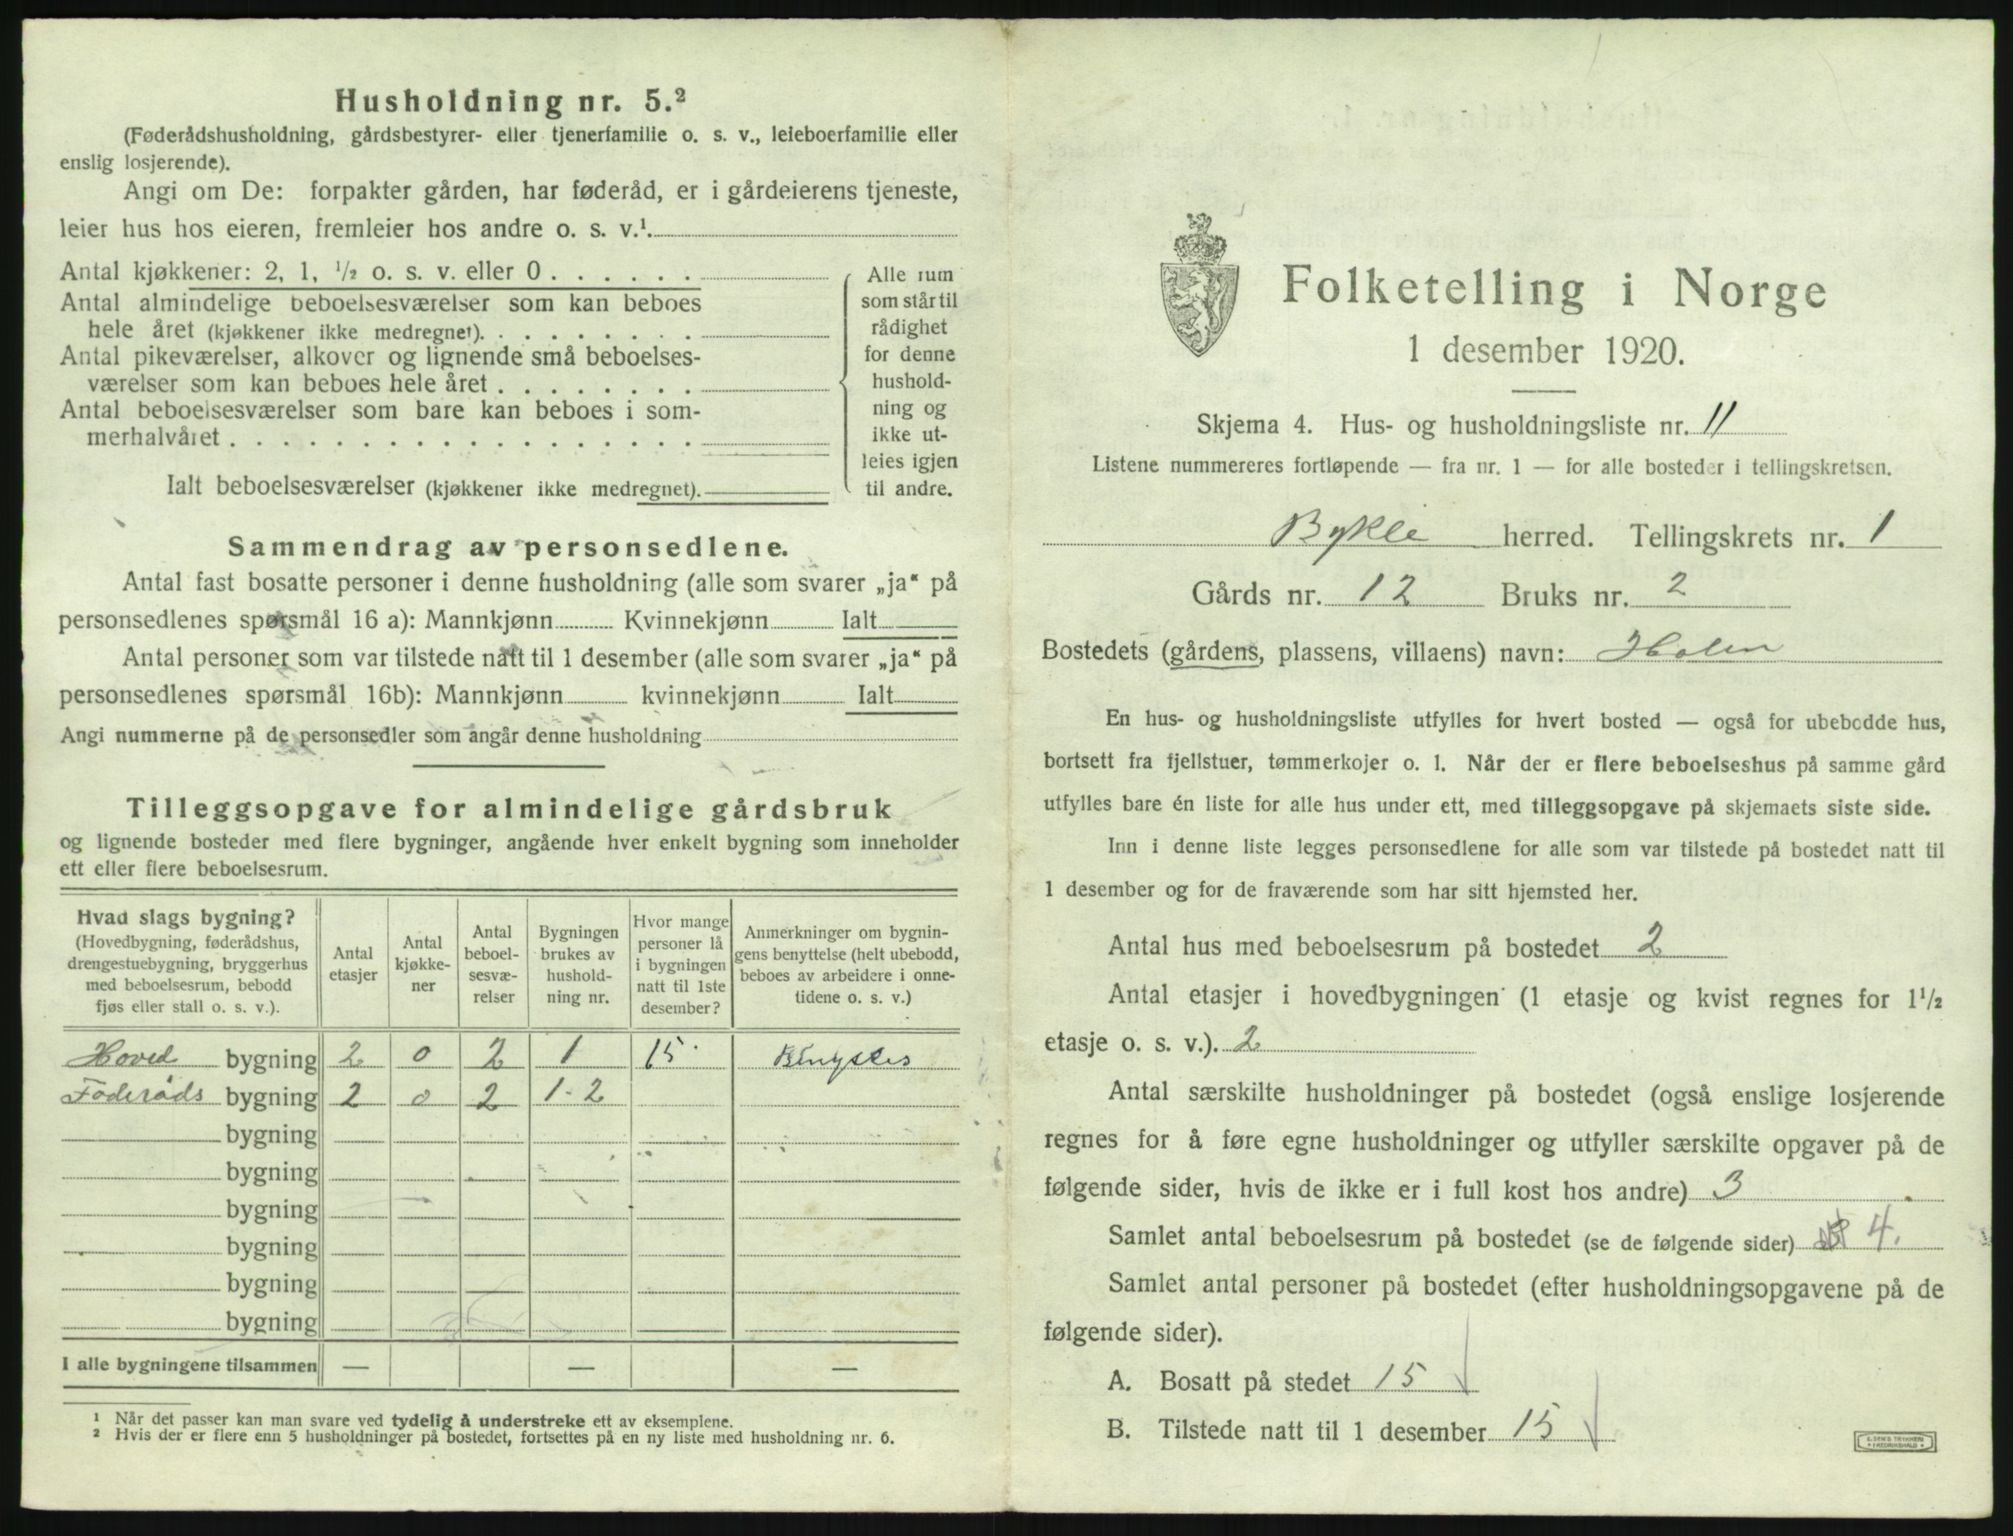 Husholdning nr. 5.²
(Føderådshusholdning, gårdsbestyrer- eller tjenerfamilie o. s. v., leieboerfamilie eller
enslig losjerende).
Angi om De: forpakter gården, har føderåd, er i gårdeierens tjeneste,
leier hus hos eieren, fremleier hos andre o. s. v.¹.
Antal kjøkkener: 2, 1, ½ o. s. v. eller 0 . . . . . .
Antal almindelige beboelsesværelser som kan beboes
hele året (kjøkkener ikke medregnet). . . . . . . .
Antal pikeværelser, alkover og lignende små beboelses-
værelser som kan beboes hele året . . . . . . . .
Antal beboelsesværelser som bare kan beboes i som-
merhalvåret . . . . . . . . . . . . . . . . . .
Ialt beboelsesværelser (kjøkkener ikke medregnet).
Alle rum
som står til
rådighet
for denne
hushold-
ning og
ikke ut-
leies igjen
til andre.
Sammendrag av personsedlene.
Antal fast bosatte personer i denne husholdning (alle som svarer „ja" på
personsedlenes spørsmål 16 a): Mannkjønn Kvinnekjønn Ialt
Antal personer som var tilstede natt til 1 desember (alle som svarer „ja" på
personsedlenes spørsmål 16b): Mannkjønn kvinnekjønn Ialt
Angi nummerne på de personsedler som angår denne husholdning
Tilleggsopgave for almindelige gårdsbruk
og lignende bosteder med flere bygninger, angående hver enkelt bygning som inneholder
ett eller flere beboelsesrum.
Hvad slags bygning?
(Hovedbygning, føderådshus,
drengestuebygning, bryggerhus
med beboelsesrum, bebodd
fjøs eller stall o. s. v.).
Antal
etasjer
Antal
kjøkke-
ner
Antal
beboel-
sesvæ-
relser
Bygningen
brukes av
hushold-
ning nr.
Hvor mange
personer lå
i bygningen
natt til 1ste
desember?
Anmerkninger om bygnin-
gens benyttelse (helt ubebodd,
beboes av arbeidere i onne-
tidene o. s. v.)
Hoved bygning 2 0 2 1 15
Føderåds bygning 2 0 2 1-2
bygning
bygning
bygning
bygning
bygning
bygning
I alle bygningene tilsammen — — —
¹ Når det passer kan man svare ved tydelig å understreke ett av eksemplene.
² Hvis der er flere enn 5 husholdninger på bostedet, fortsettes på en ny liste med husholdning nr. 6.
Folketelling i Norge
1 desember 1920.
Skjema 4. Hus- og husholdningsliste nr. 11
Listene nummereres fortløpende — fra nr. 1 — for alle bosteder i tellingskretsen.
Bykle herred. Tellingskrets nr. 1
Gårds nr. 12 Bruks nr. 2
Bostedets (gårdens, plassens, villaens) navn: Holen
En hus- og husholdningsliste utfylles for hvert bosted — også for ubebodde hus,
bortsett fra fjellstuer, tømmerkojer o. l. Når der er flere beboelseshus på samme gård
utfylles bare én liste for alle hus under ett, med tilleggsopgave på skjemaets siste side.
Inn i denne liste legges personsedlene for alle som var tilstede på bostedet natt til
1 desember og for de fraværende som har sitt hjemsted her.
Antal hus med beboelsesrum på bostedet 2
Antal etasjer i hovedbygningen (1 etasje og kvist regnes for 1½
etasje o. s. v.). 2
Antal særskilte husholdninger på bostedet (også enslige losjerende
regnes for å føre egne husholdninger og utfyller særskilte opgaver på de
følgende sider, hvis de ikke er i full kost hos andre) 3
Samlet antal beboelsesrum på bostedet (se de følgende sider) 4.
Samlet antal personer på bostedet (efter husholdningsopgavene på de
følgende sider).
A. Bosatt på stedet 15
B. Tilstede natt til 1 desember 15